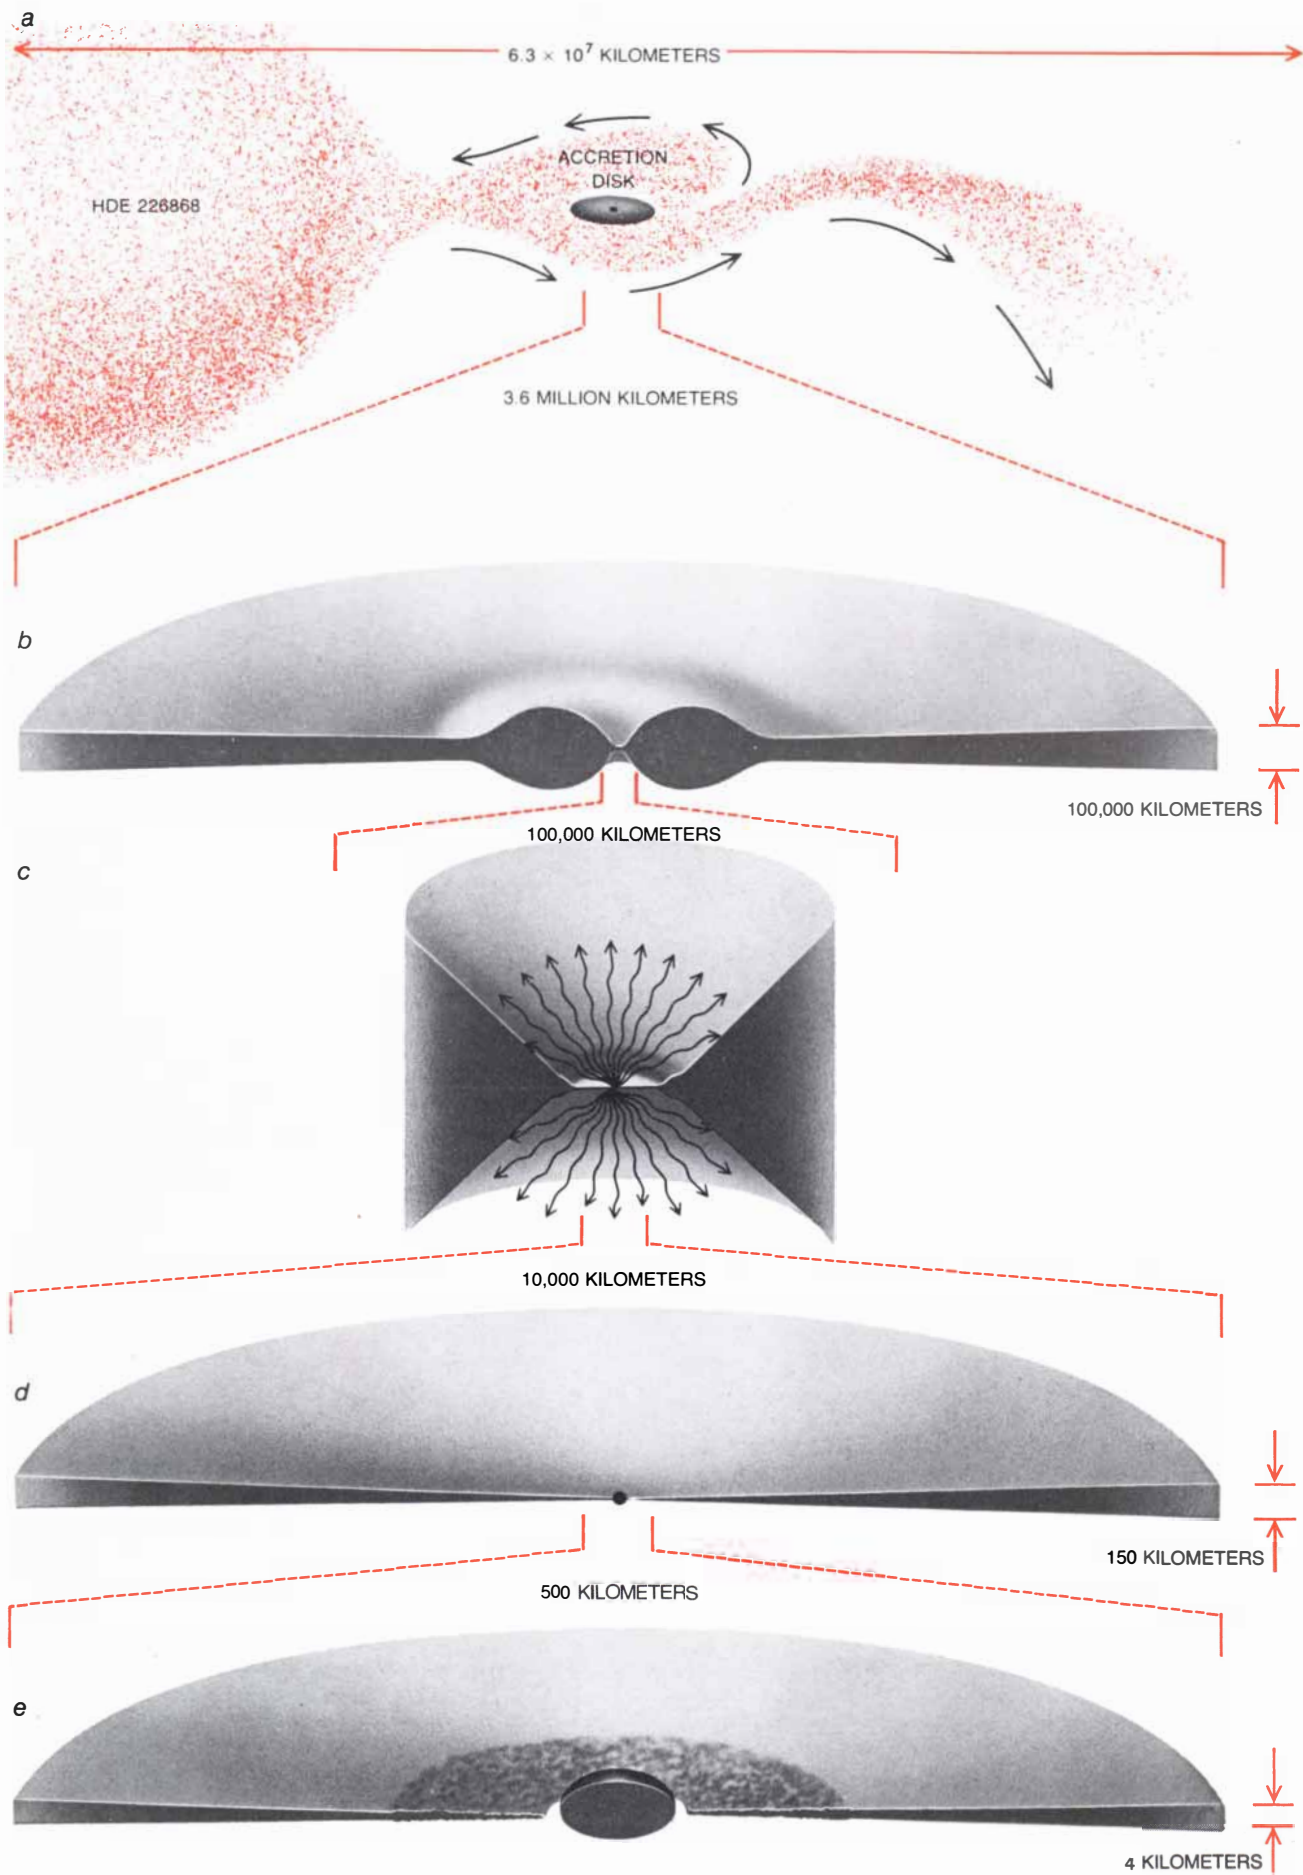 a
6.3 × 10⁷ KILOMETERS
ACCRETION
DISK
HDE 226868
3.6 MILLION KILOMETERS
b
100,000 KILOMETERS
100,000 KILOMETERS
c
10,000 KILOMETERS
d
150 KILOMETERS
500 KILOMETERS
e
4 KILOMETERS